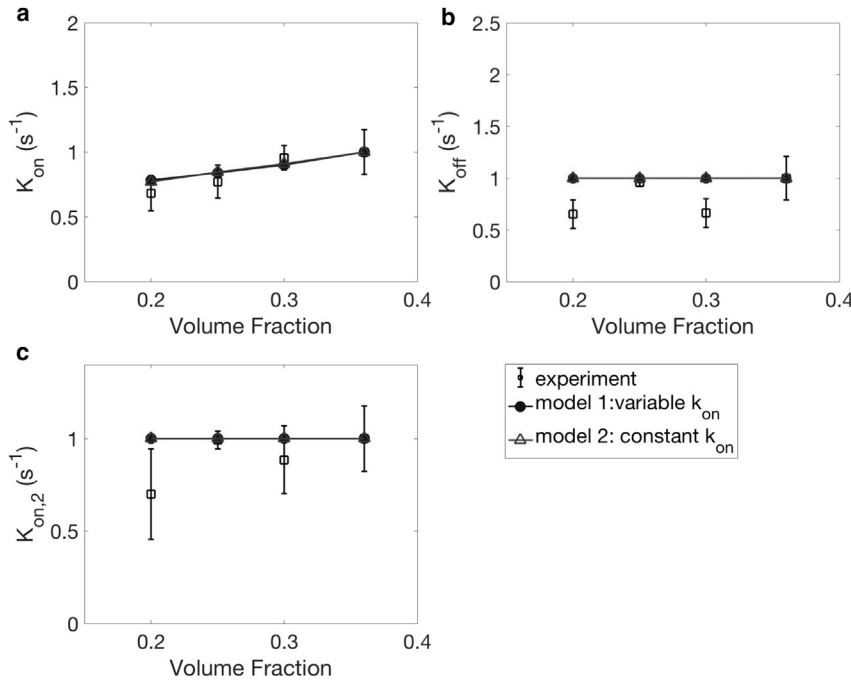 a
2
1.5
1
0.5
0
K_on (s^-1)
0.2 0.3 0.4
Volume Fraction
b
2.5
2
1.5
1
0.5
0
K_off (s^-1)
0.2 0.3 0.4
Volume Fraction
c
1
0.5
0
K_on,2 (s^-1)
0.2 0.3 0.4
Volume Fraction
experiment
model 1:variable k_on
model 2: constant k_on